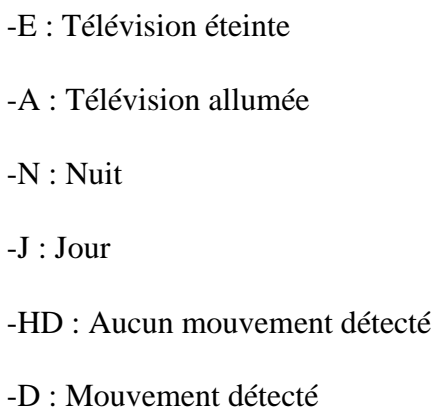 -E : Télévision éteinte
-A : Télévision allumée
-N : Nuit
-J : Jour
-HD : Aucun mouvement détecté
-D : Mouvement détecté